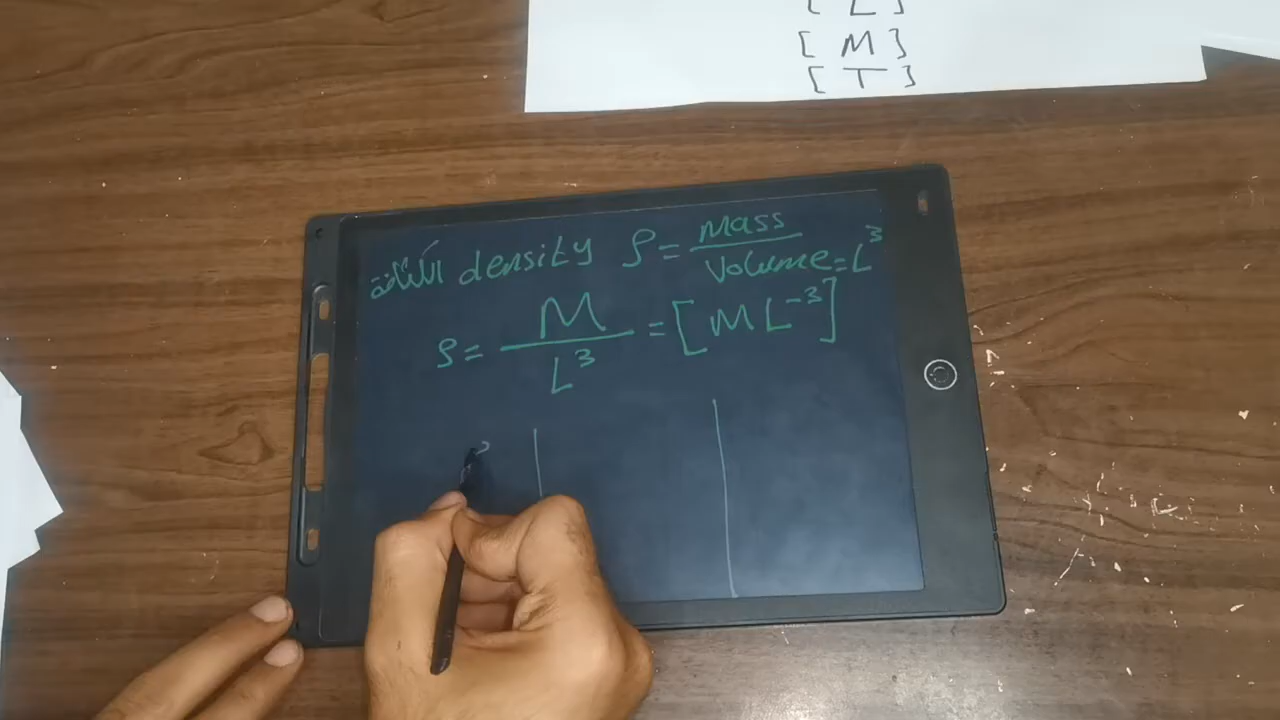 [ L ]
[ M ]
[ T ]
الكثافة density ρ = Mass / Volume = L³
ρ = M / L³ = [ M L⁻³ ]